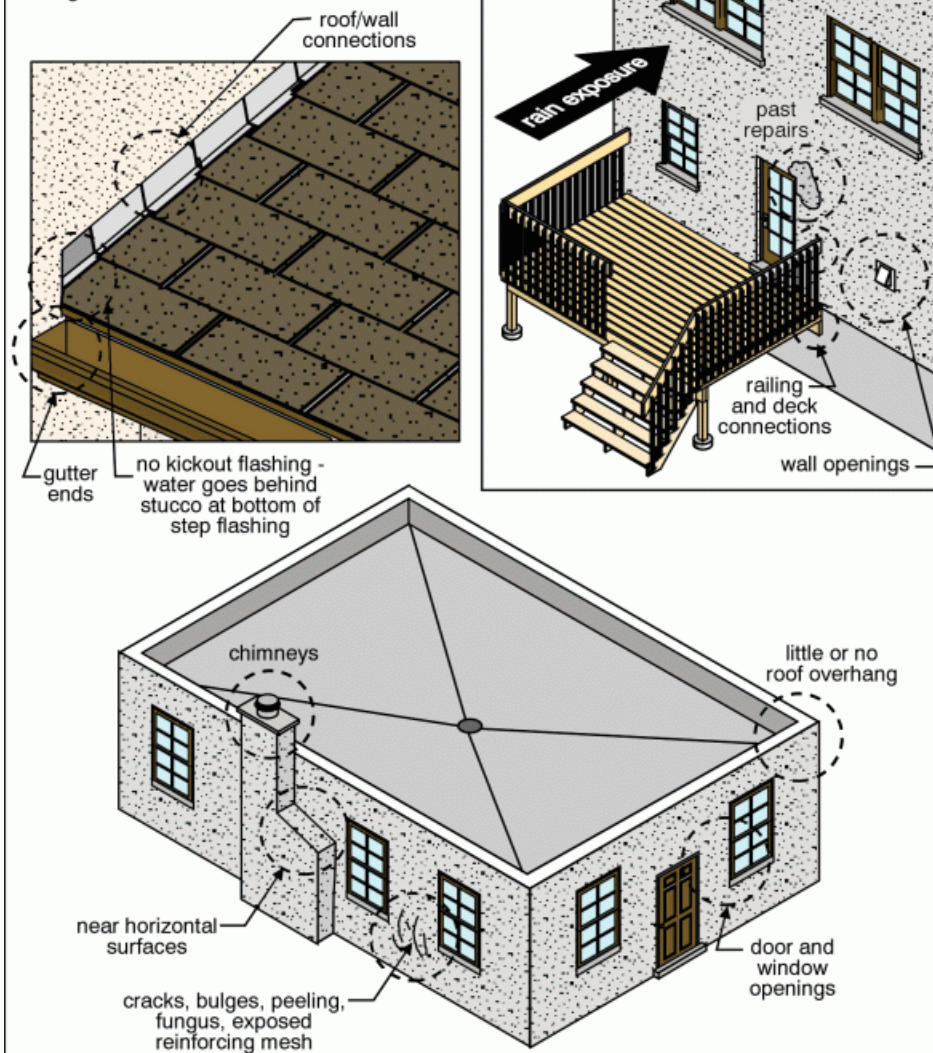 roof/wall
connections
rain exposure
past
repairs
railing
and deck
connections
wall openings
gutter
ends
no kickout flashing -
water goes behind
stucco at bottom of
step flashing
chimneys
little or no
roof overhang
near horizontal
surfaces
cracks, bulges, peeling,
fungus, exposed
reinforcing mesh
door and
window
openings